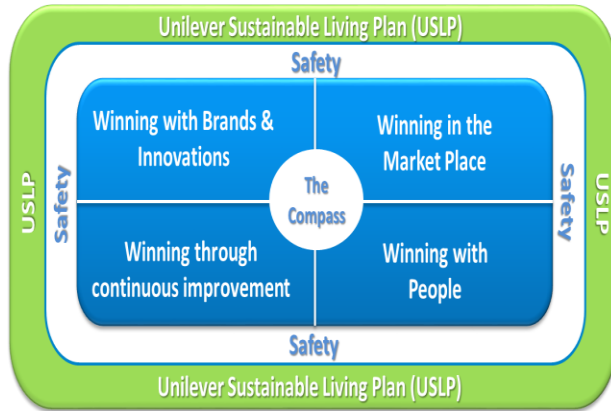 Unilever Sustainable Living Plan (USLP)
Safety
Winning with Brands &
Innovations
Winning in the
Market Place
USLP
Safety
The
Compass
Safety
USLP
Winning through
continuous improvement
Winning with
People
Safety
Unilever Sustainable Living Plan (USLP)